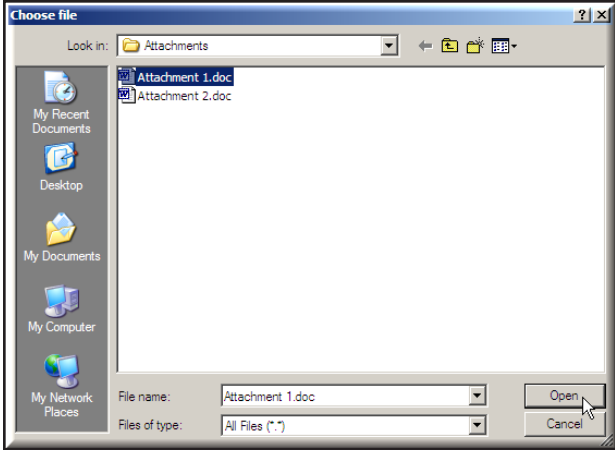 Choose file
Look in: Attachments
Attachment 1.doc
Attachment 2.doc
My Recent
Documents
Desktop
My Documents
My Computer
My Network
Places
File name: Attachment 1.doc Open
Files of type: All Files (*.*) Cancel